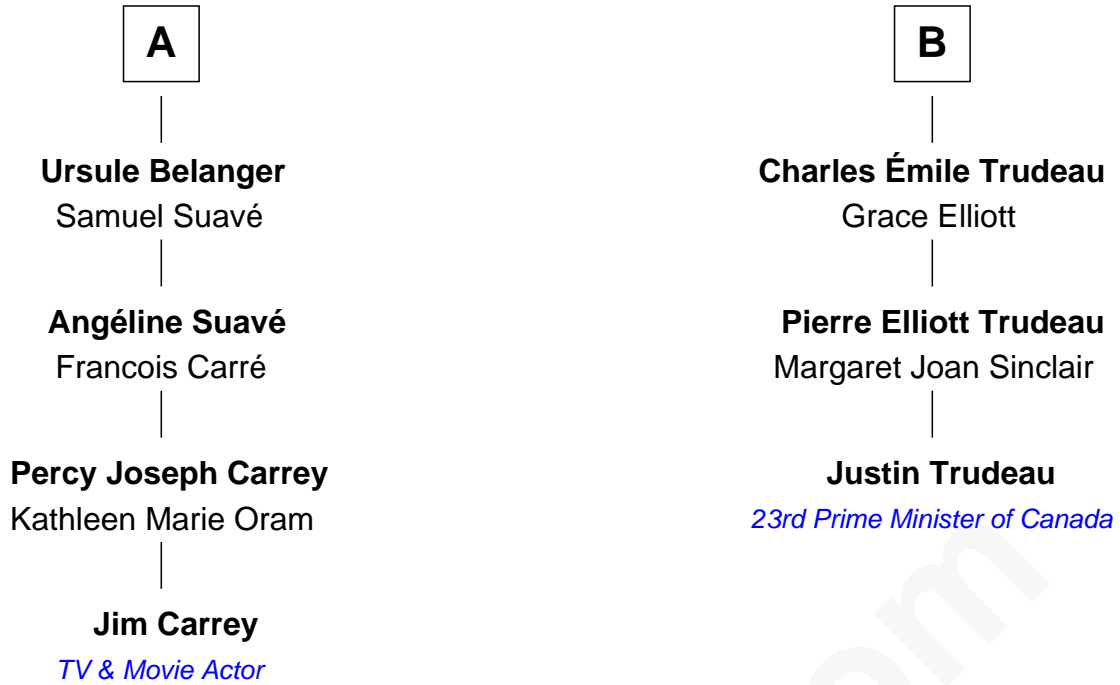 A
Ursule Belanger
Samuel Suavé
Angéline Suavé
Francois Carré
Percy Joseph Carrey
Kathleen Marie Oram
Jim Carrey
TV & Movie Actor
B
Charles Émile Trudeau
Grace Elliott
Pierre Elliott Trudeau
Margaret Joan Sinclair
Justin Trudeau
23rd Prime Minister of Canada
om